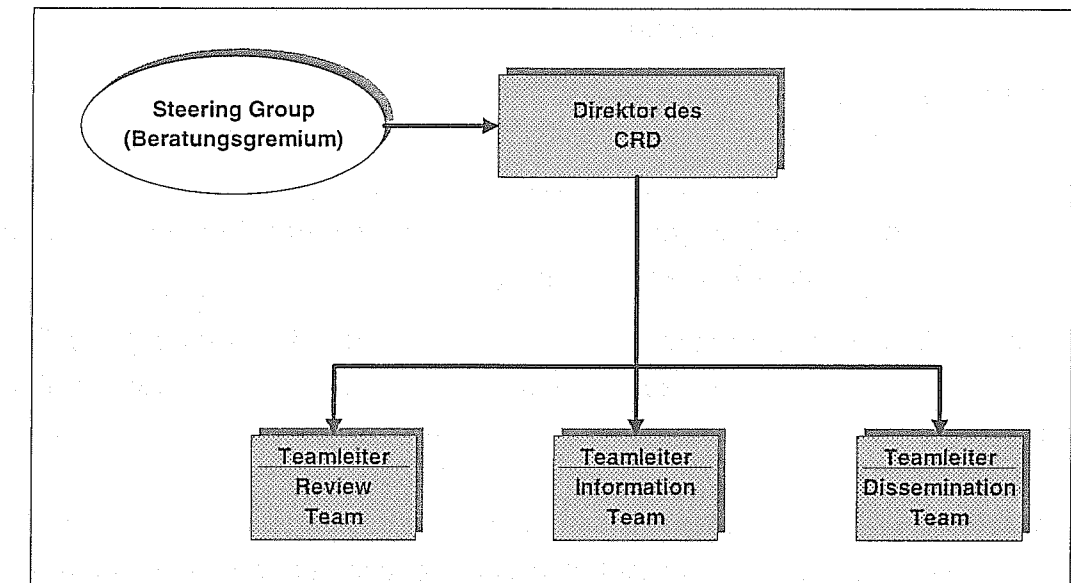 Steering Group
(Beratungsgremium)
Direktor des
CRD
Teamleiter
Review
Team
Teamleiter
Information
Team
Teamleiter
Dissemination
Team